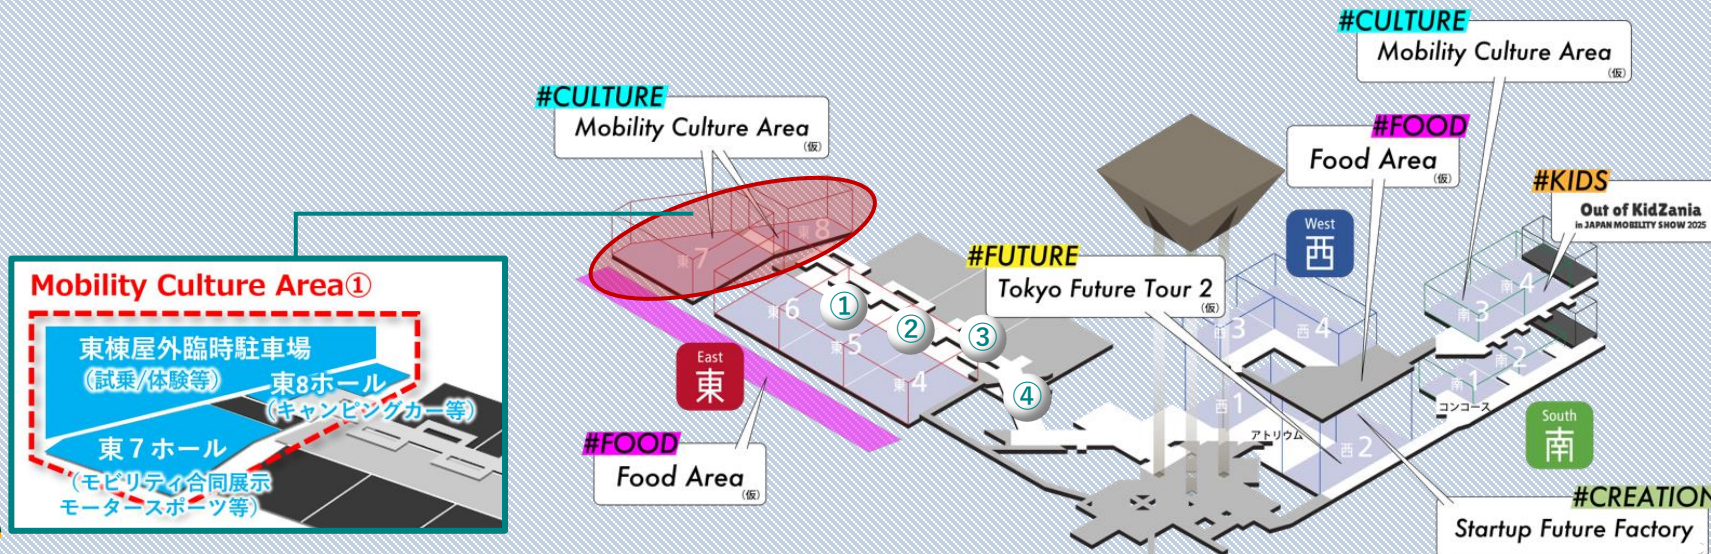 #CULTURE
Mobility Culture Area
(仮)
#CULTURE
Mobility Culture Area
(仮)
#FOOD
Food Area
(仮)
#KIDS
Out of KidZania
in JAPAN MOBILITY SHOW 2025
West
西
#FUTURE
Tokyo Future Tour 2
(仮)
Mobility Culture Area①
東棟屋外臨時駐車場
(試乗/体験等)
東8ホール
(キャンピングカー等)
東7ホール
(モビリティ合同展示
モータースポーツ等)
東8
東7
東6
東5
東4
①
②
③
④
East
東
西3
西4
西1
西2
南4
南3
南2
南1
コンコース
アトリウム
South
南
#FOOD
Food Area
(仮)
#CREATION
Startup Future Factory